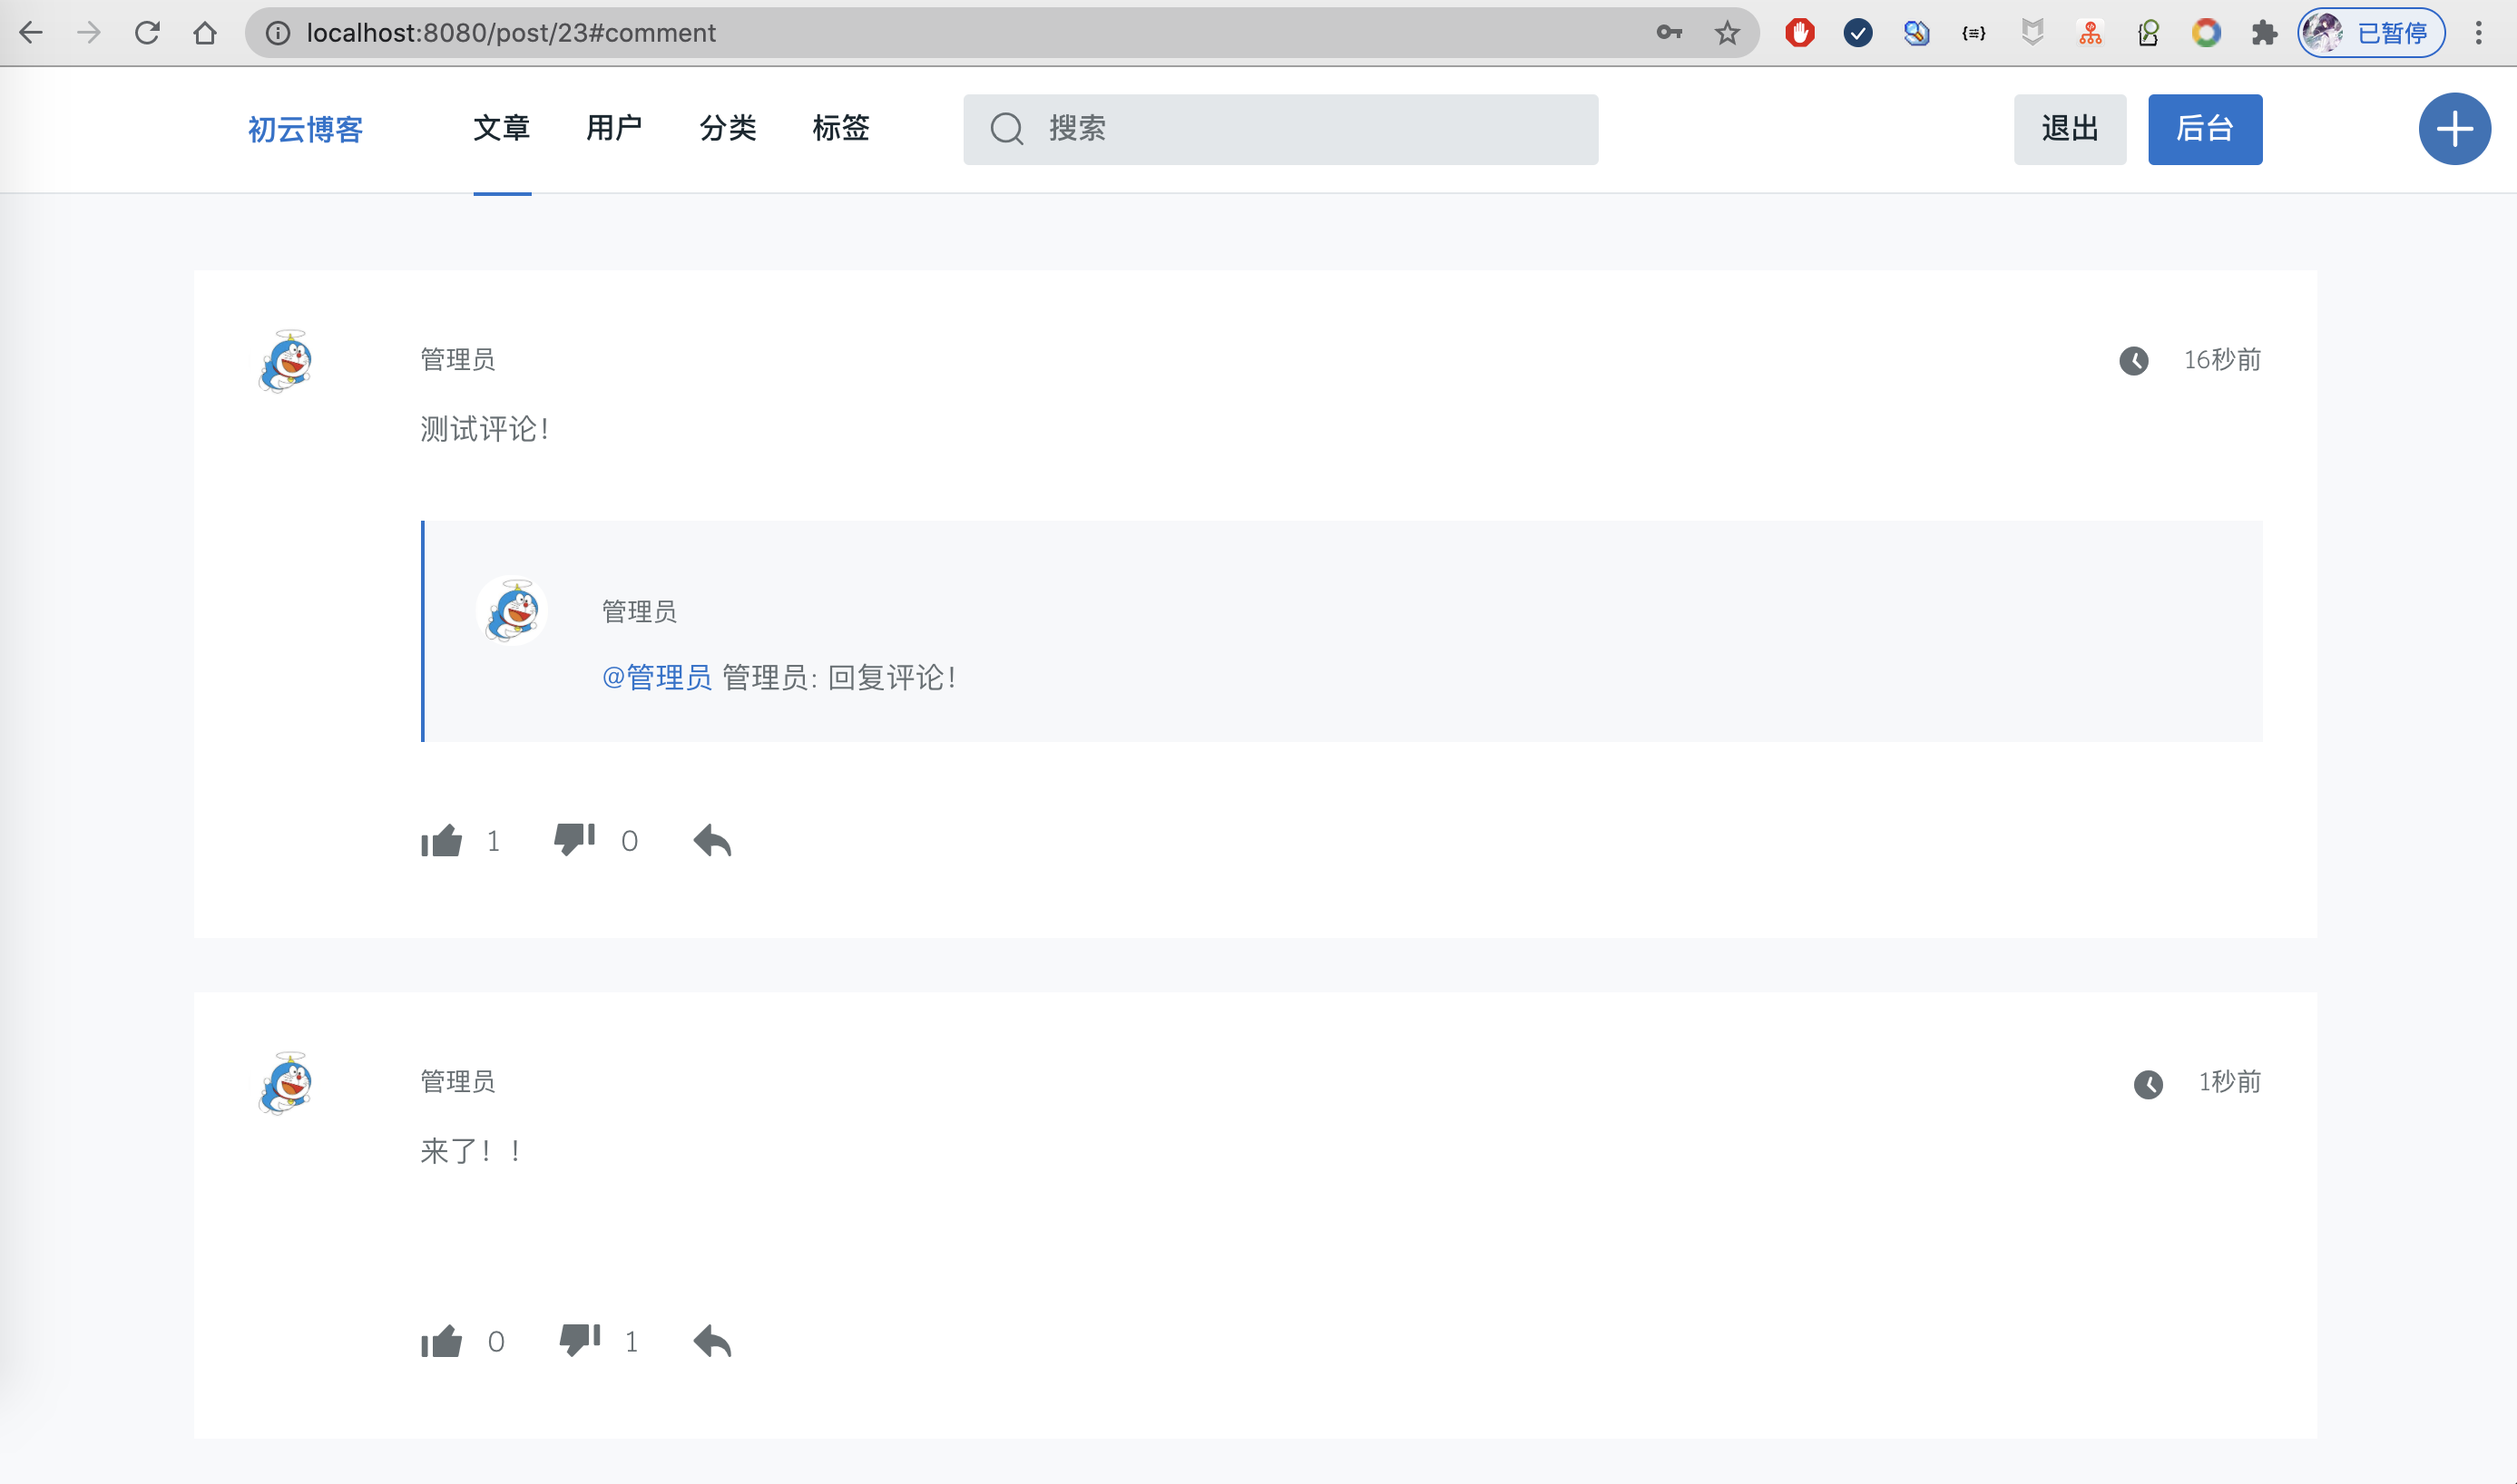 localhost:8080/post/23#comment
已暂停
初云博客 文章 用户 分类 标签 搜索 退出 后台
管理员 16秒前
测试评论！
管理员
@管理员 管理员: 回复评论！
1 0
管理员 1秒前
来了！！
0 1